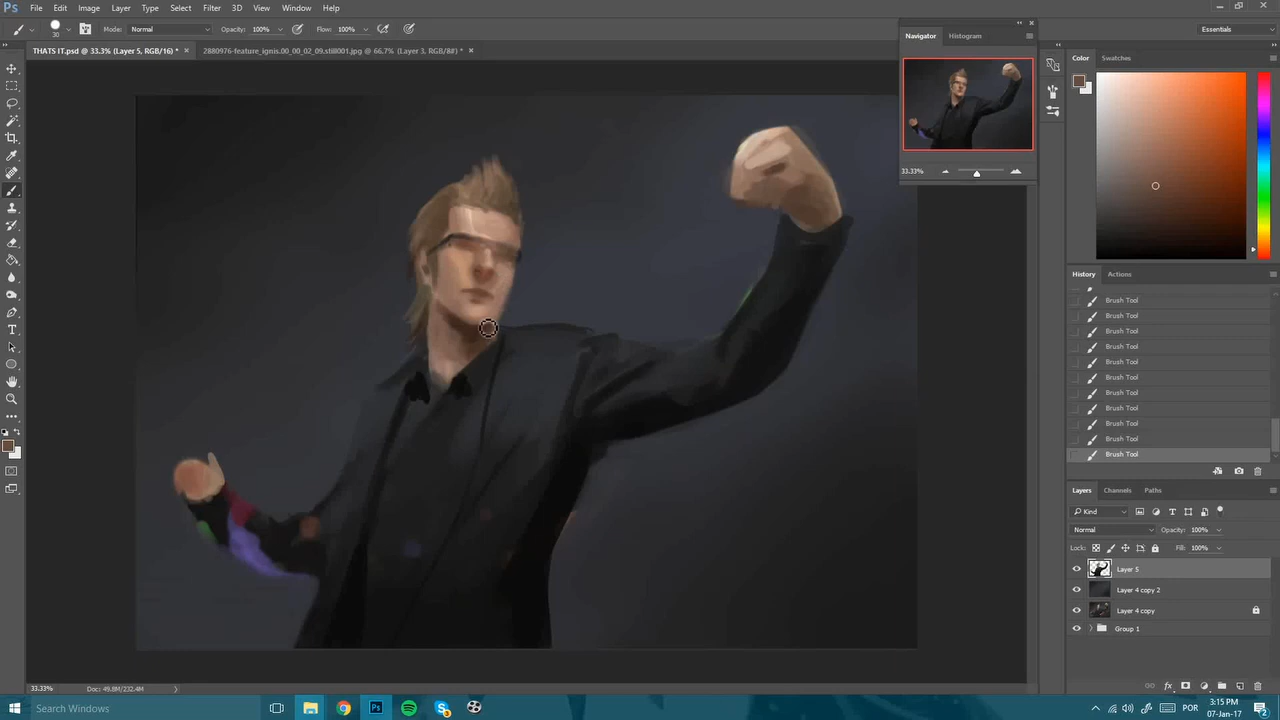 Ps File Edit Image Layer Type Select Filter 3D View Window Help
30 Mode: Normal Opacity: 100% Flow: 100% Essentials
THATS IT.psd @ 33.3% (Layer 5, RGB/16) * × 2880976-feature_ignis.00_00_02_09.still001.jpg @ 66.7% (Layer 3, RGB/8#) * ×
Navigator Histogram
33.33%
Color Swatches
History Actions
Brush Tool
Brush Tool
Brush Tool
Brush Tool
Brush Tool
Brush Tool
Brush Tool
Brush Tool
Brush Tool
Brush Tool
Brush Tool
Layers Channels Paths
Kind
Normal Opacity: 100%
Lock: Fill: 100%
Layer 5
Layer 4 copy 2
Layer 4 copy
Group 1
33.33% Doc: 49.8M/232.4M
Search Windows
Ps
POR
3:15 PM
07-Jan-17
2